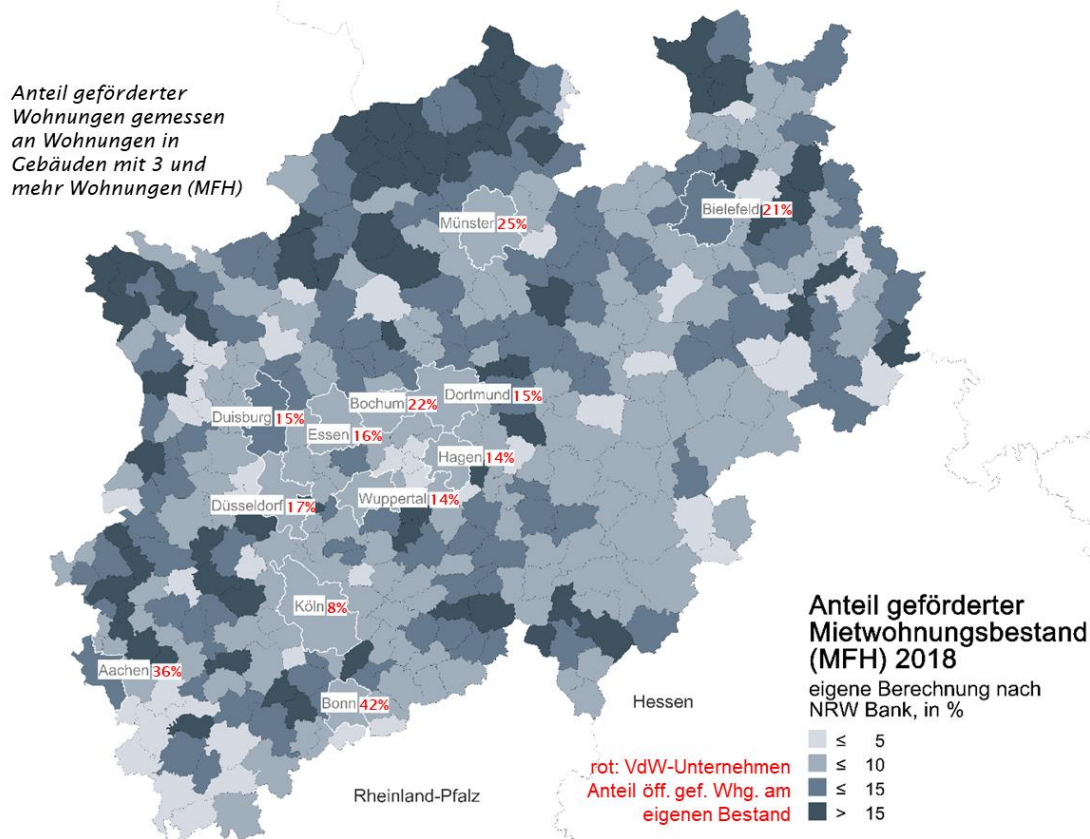 Anteil geförderter
Wohnungen gemessen
an Wohnungen in
Gebäuden mit 3 und
mehr Wohnungen (MFH)
Münster 25%
Bielefeld 21%
Duisburg 15%
Bochum 22%
Dortmund 15%
Essen 16%
Hagen 14%
Düsseldorf 17%
Wuppertal 14%
Köln 8%
Aachen 36%
Bonn 42%
Hessen
Rheinland-Pfalz
Anteil geförderter
Mietwohnungsbestand
(MFH) 2018
eigene Berechnung nach
NRW Bank, in %
≤ 5
≤ 10
≤ 15
> 15
rot: VdW-Unternehmen
Anteil öff. gef. Whg. am
eigenen Bestand